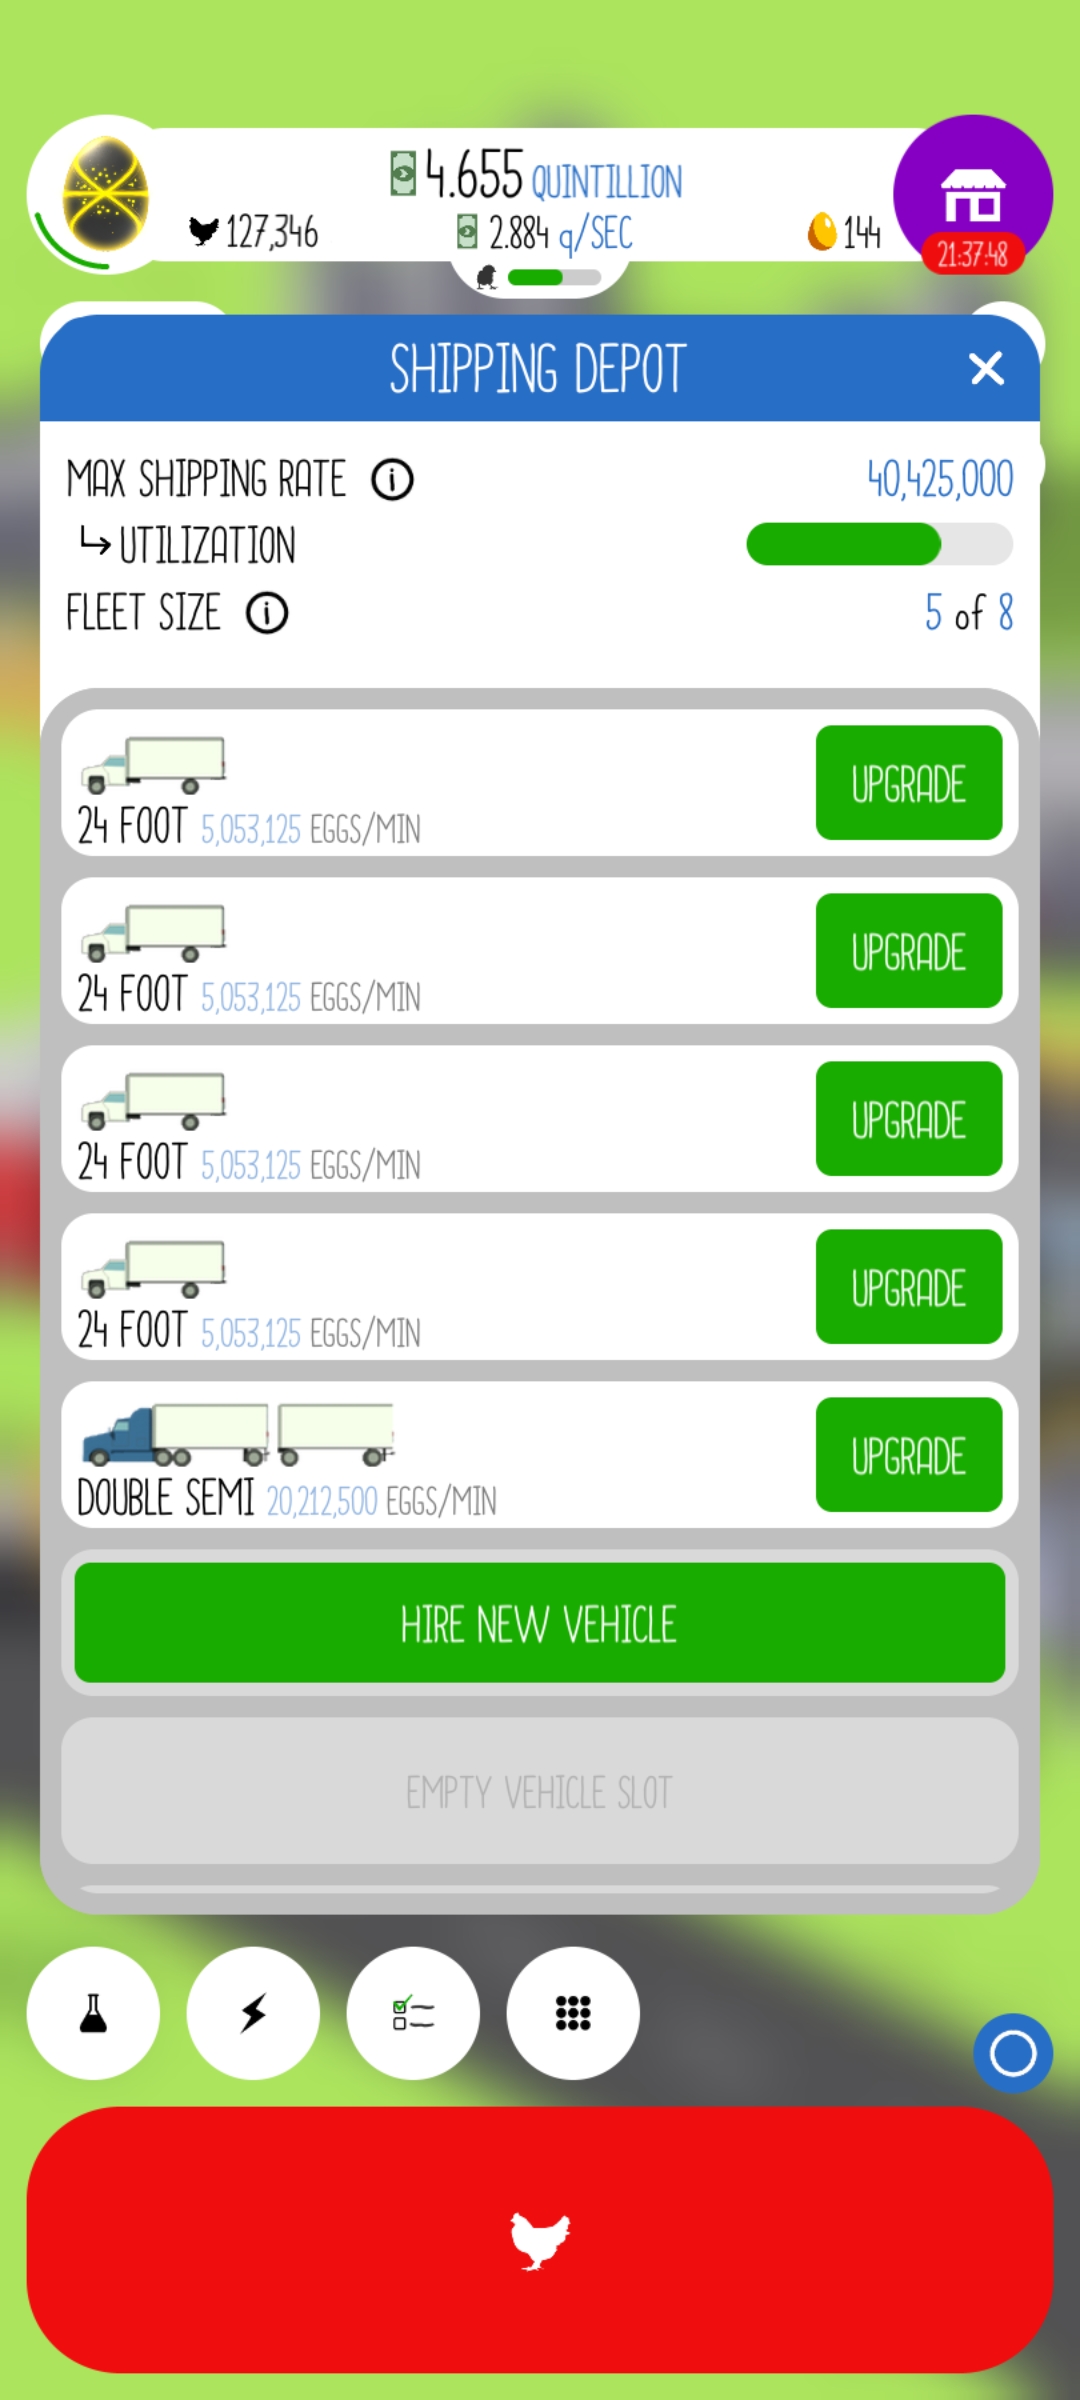 4.655 QUINTILLION
127,346 2.884 q/SEC 144
21:37:48
SHIPPING DEPOT
MAX SHIPPING RATE 40,425,000
UTILIZATION
FLEET SIZE 5 of 8
UPGRADE
24 FOOT 5,053,125 EGGS/MIN
UPGRADE
24 FOOT 5,053,125 EGGS/MIN
UPGRADE
24 FOOT 5,053,125 EGGS/MIN
UPGRADE
24 FOOT 5,053,125 EGGS/MIN
UPGRADE
DOUBLE SEMI 20,212,500 EGGS/MIN
HIRE NEW VEHICLE
EMPTY VEHICLE SLOT